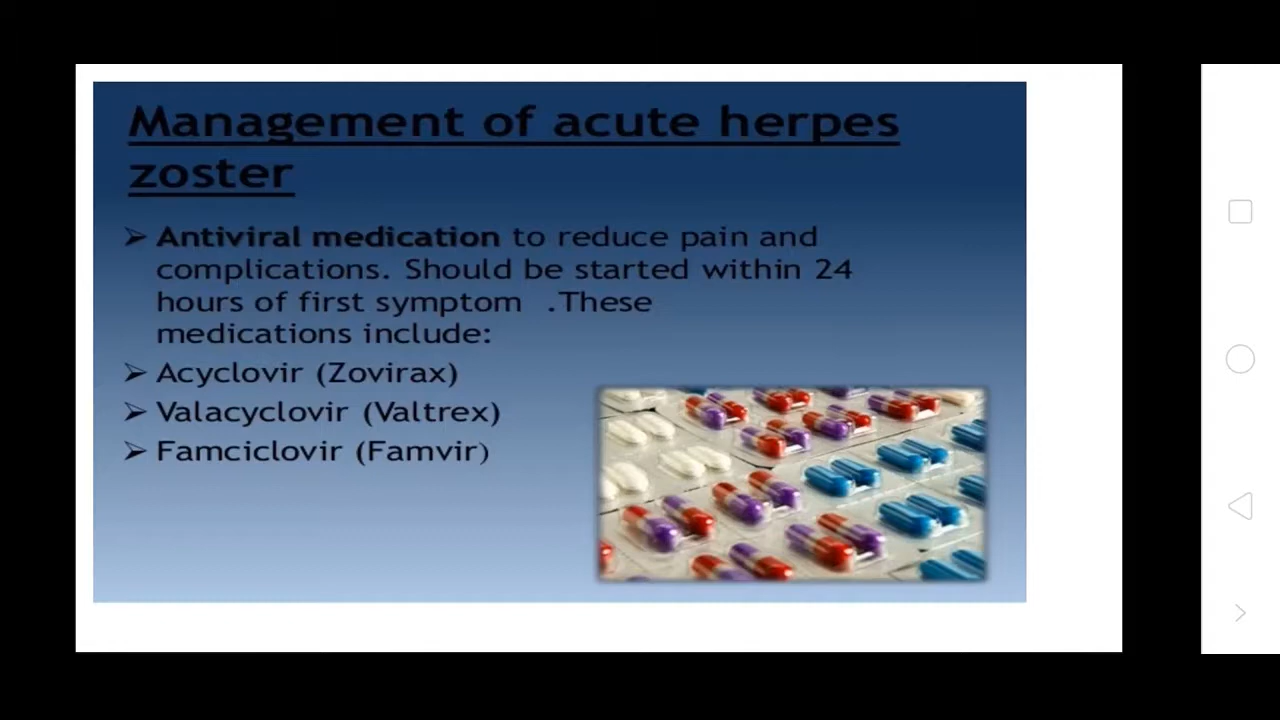 Management of acute herpes
zoster
➢ Antiviral medication to reduce pain and
complications. Should be started within 24
hours of first symptom .These
medications include:
➢ Acyclovir (Zovirax)
➢ Valacyclovir (Valtrex)
➢ Famciclovir (Famvir)